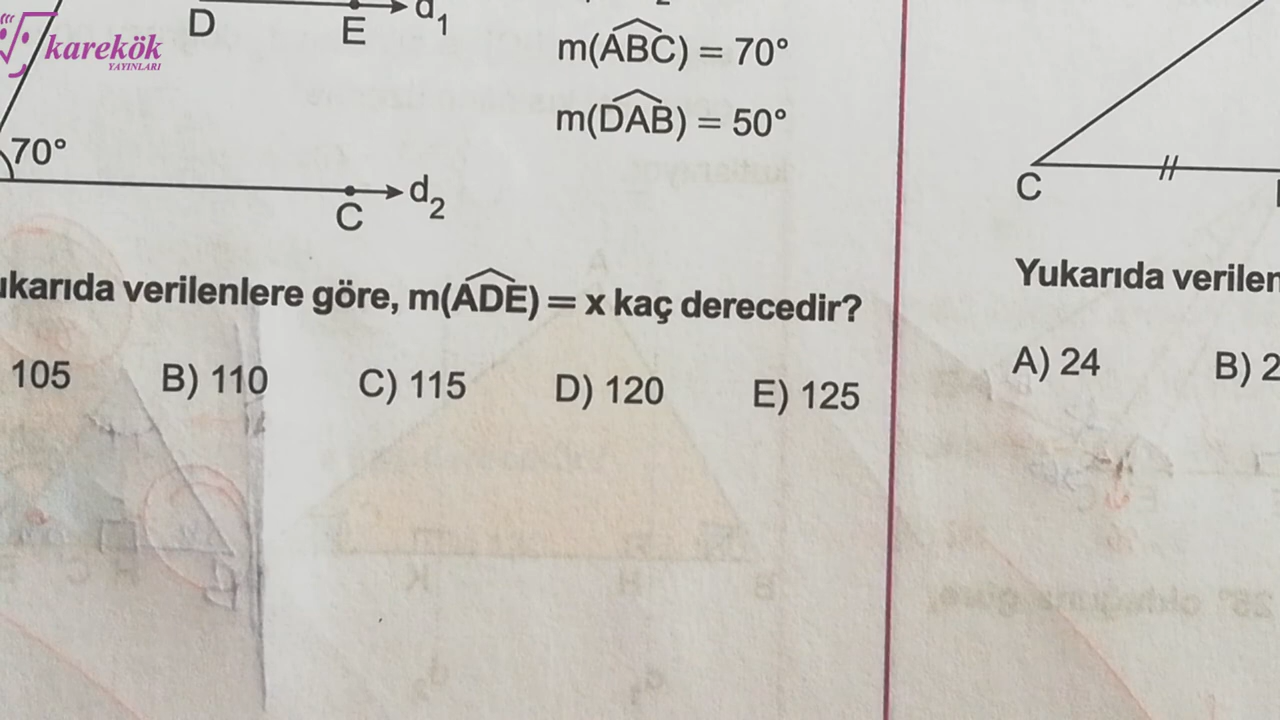 karekök
YAYINLARI
D
E
d1
m(ABC) = 70°
m(DAB) = 50°
70°
C
d2
C
ukarıda verilenlere göre, m(ADE) = x kaç derecedir?
105
B) 110
C) 115
D) 120
E) 125
Yukarıda verilen
A) 24
B) 2